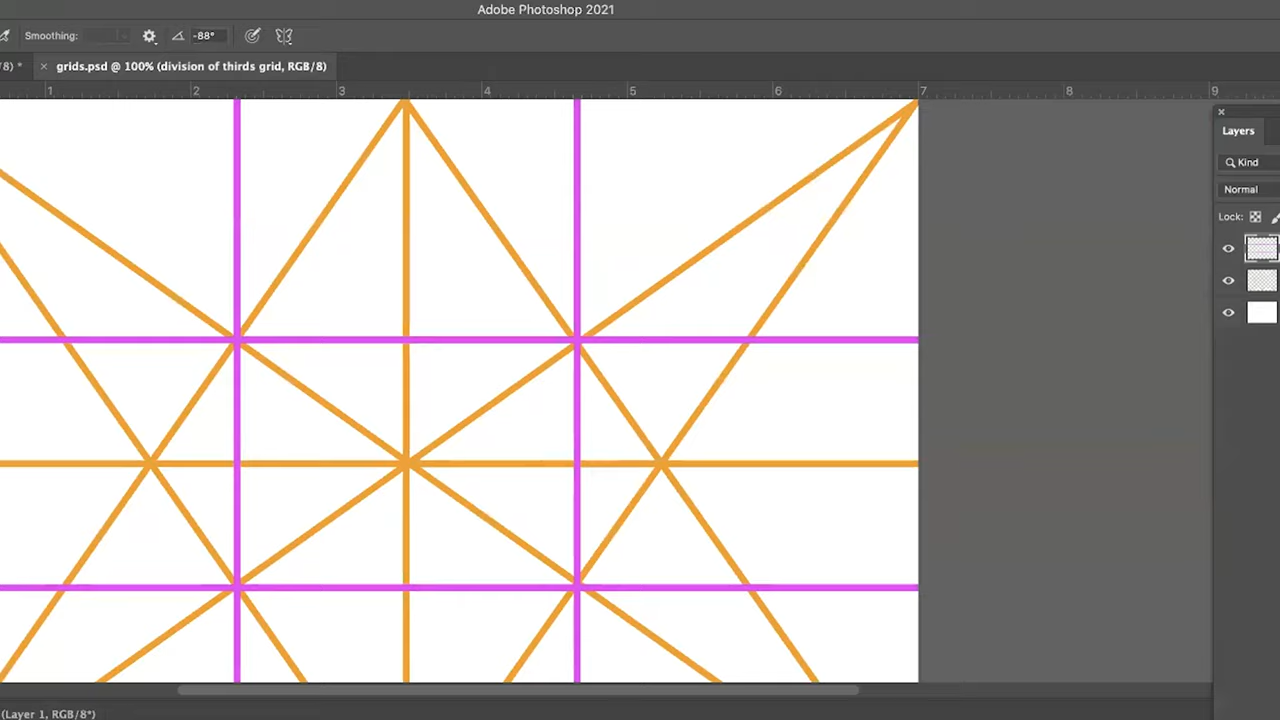 Adobe Photoshop 2021
Smoothing: -88°
/8) * × grids.psd @ 100% (division of thirds grid, RGB/8)
1 2 3 4 5 6 7 8 9
×
Layers
Kind
Normal
Lock:
(Layer 1, RGB/8*)